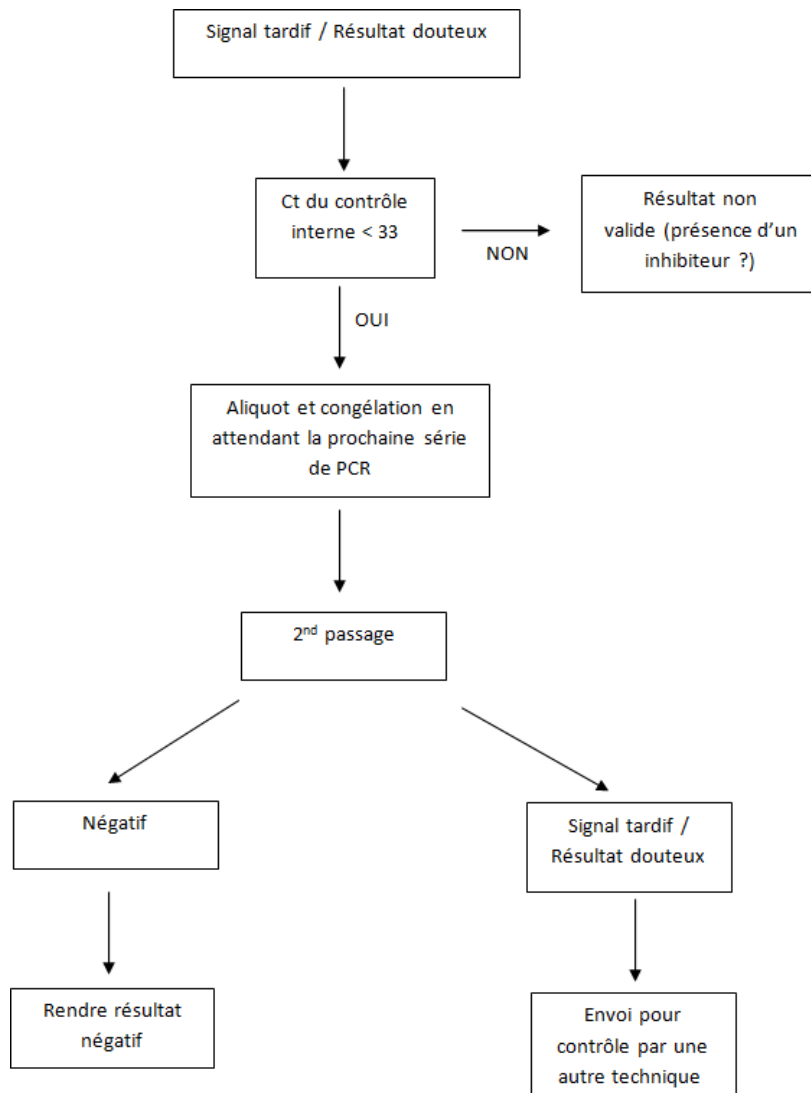 Signal tardif / Résultat douteux
Ct du contrôle
interne < 33
NON
Résultat non
valide (présence d'un
inhibiteur ?)
OUI
Aliquot et congélation en
attendant la prochaine série
de PCR
2nd passage
Négatif
Signal tardif /
Résultat douteux
Rendre résultat
négatif
Envoi pour
contrôle par une
autre technique